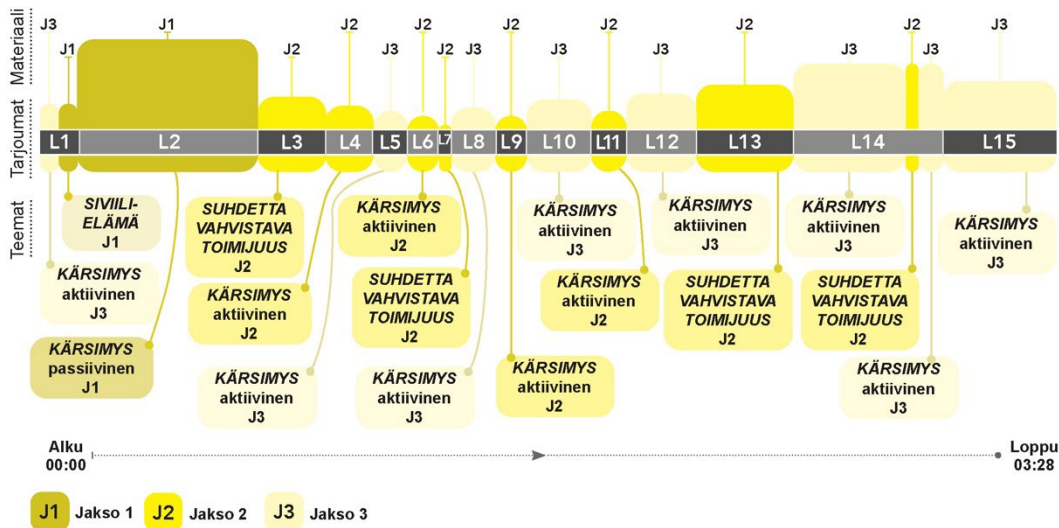 Materiaali
J3
J1
J1
J2
J2
J3
J2
J2
J3
J2
J3
J2
J3
J2
J3
J2
J3
J3
Tarjoumat
L1
L2
L3
L4
L5
L6
L7
L8
L9
L10
L11
L12
L13
L14
L15
Teemat
SIVIILI-
ELÄMÄ
J1
KÄRSIMYS
aktiivinen
J3
KÄRSIMYS
passiivinen
J1
SUHDETTA
VAHVISTAVA
TOIMIJUUS
J2
KÄRSIMYS
aktiivinen
J2
KÄRSIMYS
aktiivinen
J3
KÄRSIMYS
aktiivinen
J2
SUHDETTA
VAHVISTAVA
TOIMIJUUS
J2
KÄRSIMYS
aktiivinen
J3
KÄRSIMYS
aktiivinen
J2
KÄRSIMYS
aktiivinen
J3
KÄRSIMYS
aktiivinen
J2
KÄRSIMYS
aktiivinen
J3
SUHDETTA
VAHVISTAVA
TOIMIJUUS
J2
KÄRSIMYS
aktiivinen
J3
SUHDETTA
VAHVISTAVA
TOIMIJUUS
J2
KÄRSIMYS
aktiivinen
J3
KÄRSIMYS
aktiivinen
J3
Alku
00:00
Loppu
03:28
J1 Jakso 1
J2 Jakso 2
J3 Jakso 3